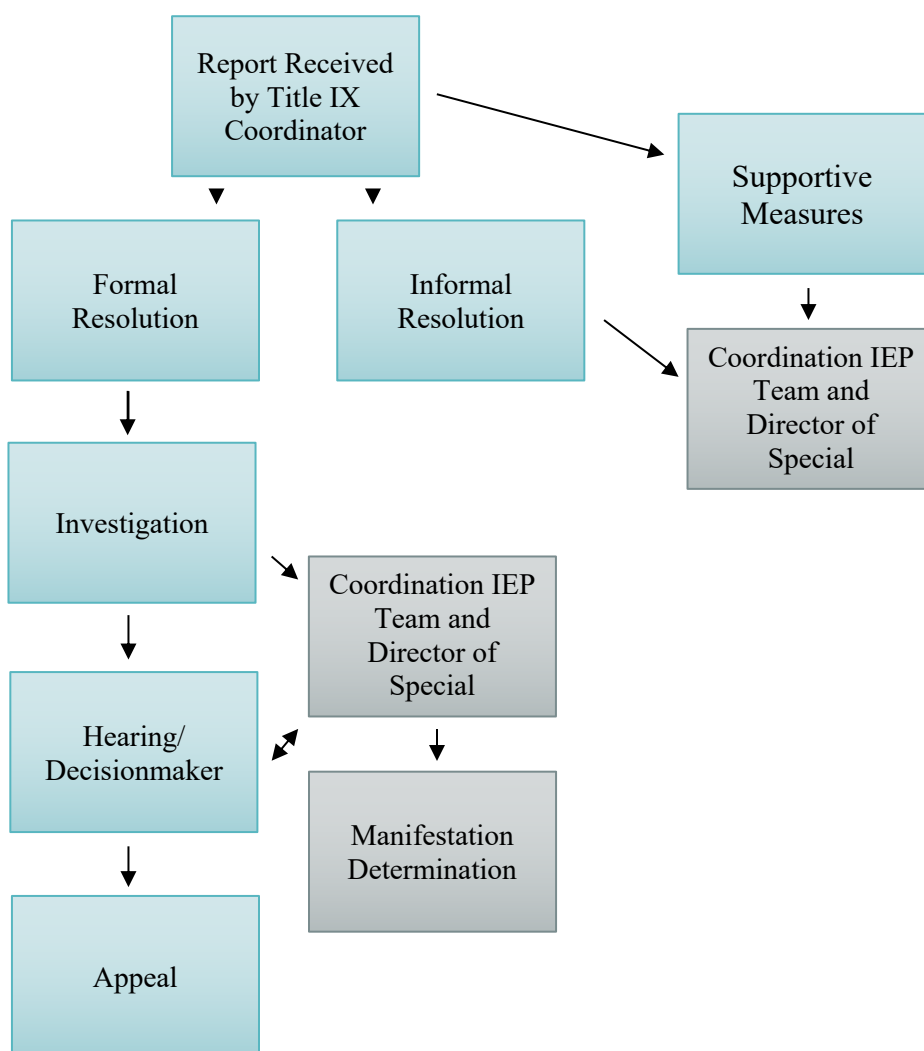 Report Received
by Title IX
Coordinator
Supportive
Measures
Formal
Resolution
Informal
Resolution
Coordination IEP
Team and
Director of
Special
Investigation
Coordination IEP
Team and
Director of
Special
Hearing/
Decisionmaker
Manifestation
Determination
Appeal